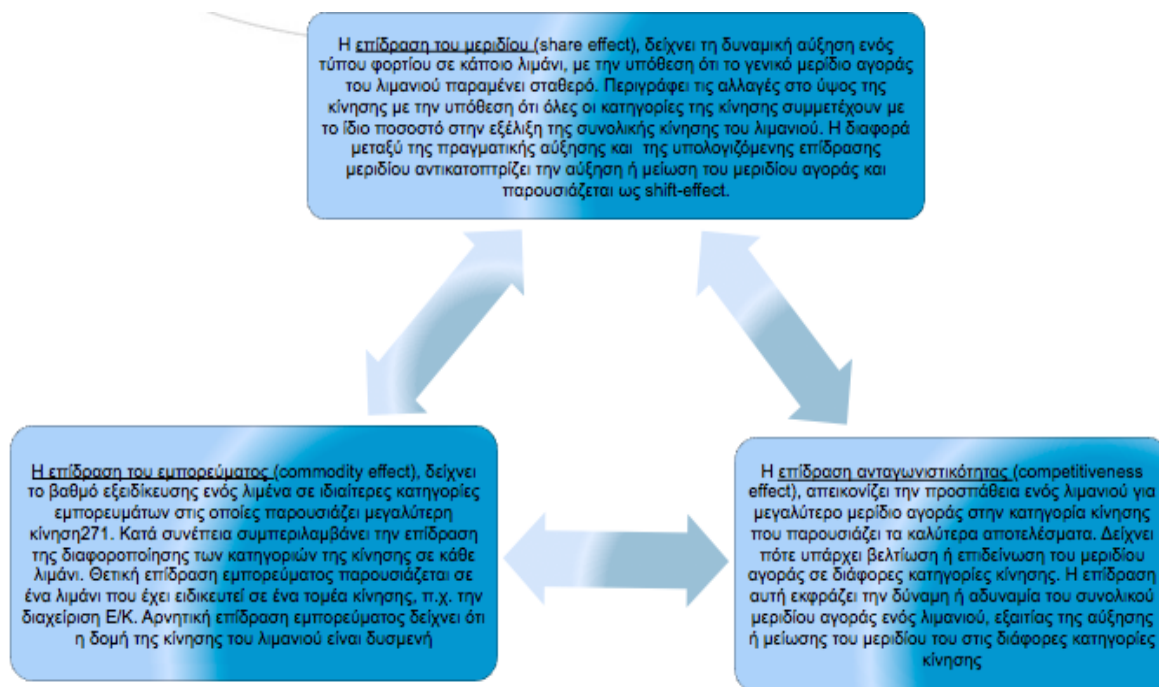 Η επίδραση του μεριδίου (share effect), δείχνει τη δυναμική αύξηση ενός
τύπου φορτίου σε κάποιο λιμάνι, με την υπόθεση ότι το γενικό μερίδιο αγοράς
του λιμανιού παραμένει σταθερό. Περιγράφει τις αλλαγές στο ύψος της
κίνησης με την υπόθεση ότι όλες οι κατηγορίες της κίνησης συμμετέχουν με
το ίδιο ποσοστό στην εξέλιξη της συνολικής κίνησης του λιμανιού. Η διαφορά
μεταξύ της πραγματικής αύξησης και της υπολογιζόμενης επίδρασης
μεριδίου αντικατοπτρίζει την αύξηση ή μείωση του μεριδίου αγοράς και
παρουσιάζεται ως shift-effect.
Η επίδραση του εμπορεύματος (commodity effect), δείχνει
το βαθμό εξειδίκευσης ενός λιμένα σε ιδιαίτερες κατηγορίες
εμπορευμάτων στις οποίες παρουσιάζει μεγαλύτερη
κίνηση271. Κατά συνέπεια συμπεριλαμβάνει την επίδραση
της διαφοροποίησης των κατηγοριών της κίνησης σε κάθε
λιμάνι. Θετική επίδραση εμπορεύματος παρουσιάζεται σε
ένα λιμάνι που έχει ειδικευτεί σε ένα τομέα κίνησης, π.χ. την
διαχείριση Ε/Κ. Αρνητική επίδραση εμπορεύματος δείχνει ότι
η δομή της κίνησης του λιμανιού είναι δυσμενή
Η επίδραση ανταγωνιστικότητας (competitiveness
effect), απεικονίζει την προσπάθεια ενός λιμανιού για
μεγαλύτερο μερίδιο αγοράς στην κατηγορία κίνησης
που παρουσιάζει τα καλύτερα αποτελέσματα. Δείχνει
πότε υπάρχει βελτίωση ή επιδείνωση του μεριδίου
αγοράς σε διάφορες κατηγορίες κίνησης. Η επίδραση
αυτή εκφράζει την δύναμη ή αδυναμία του συνολικού
μεριδίου αγοράς ενός λιμανιού, εξαιτίας της αύξησης
ή μείωσης του μεριδίου του στις διάφορες κατηγορίες
κίνησης